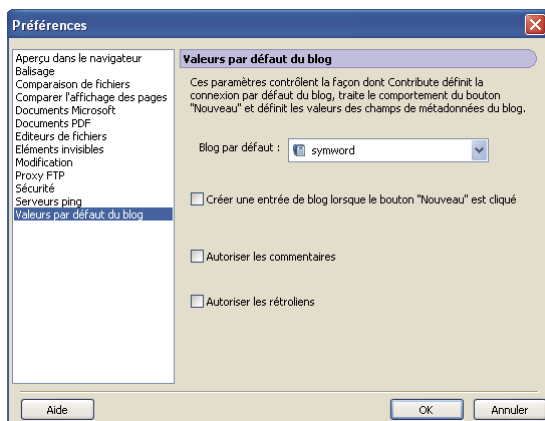 Préférences
Aperçu dans le navigateur
Balisage
Comparaison de fichiers
Comparer l'affichage des pages
Documents Microsoft
Documents PDF
Editeurs de fichiers
Eléments invisibles
Modification
Proxy FTP
Sécurité
Serveurs ping
Valeurs par défaut du blog
Valeurs par défaut du blog
Ces paramètres contrôlent la façon dont Contribute définit la
connexion par défaut du blog, traite le comportement du bouton
"Nouveau" et définit les valeurs des champs de métadonnées du blog.
Blog par défaut : symword
Créer une entrée de blog lorsque le bouton "Nouveau" est cliqué
Autoriser les commentaires
Autoriser les rétroliens
Aide OK Annuler